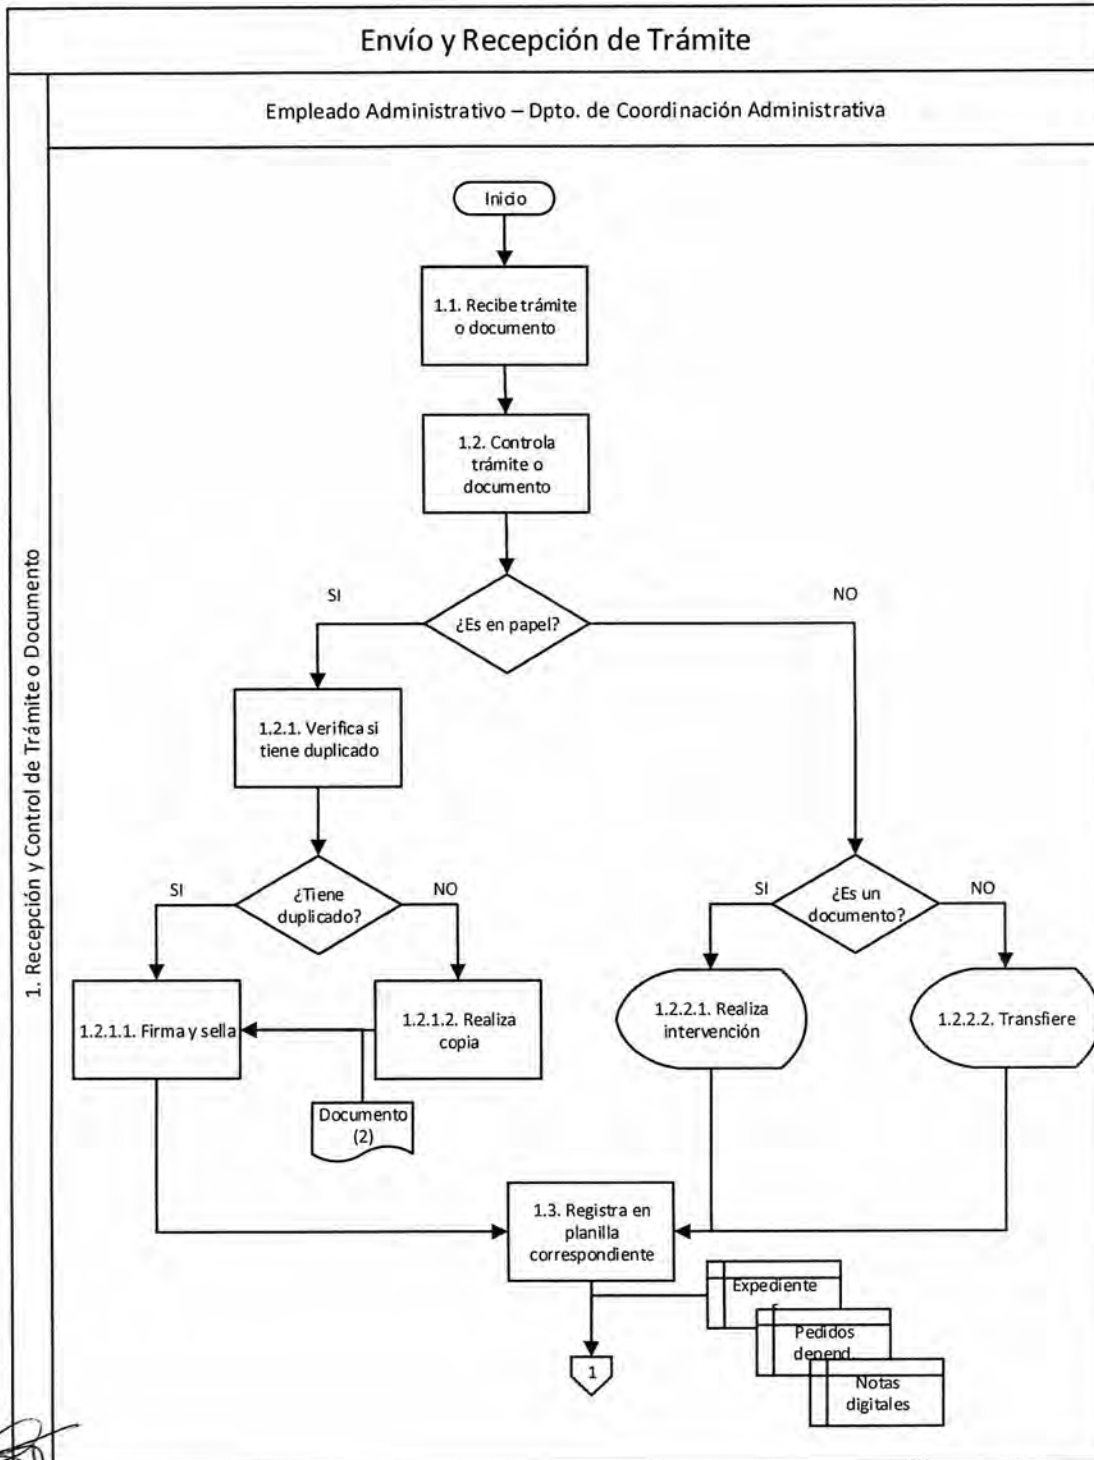 Envío y Recepción de Trámite
Empleado Administrativo – Dpto. de Coordinación Administrativa
1. Recepción y Control de Trámite o Documento
Inicio
1.1. Recibe trámite
o documento
1.2. Controla
trámite o
documento
¿Es en papel?
SI
NO
1.2.1. Verifica si
tiene duplicado
¿Tiene
duplicado?
SI
NO
¿Es un
documento?
SI
NO
1.2.1.1. Firma y sella
1.2.1.2. Realiza
copia
1.2.2.1. Realiza
intervención
1.2.2.2. Transfiere
Documento
(2)
1.3. Registra en
planilla
correspondiente
Expediente
Pedidos
depend.
Notas
digitales
1